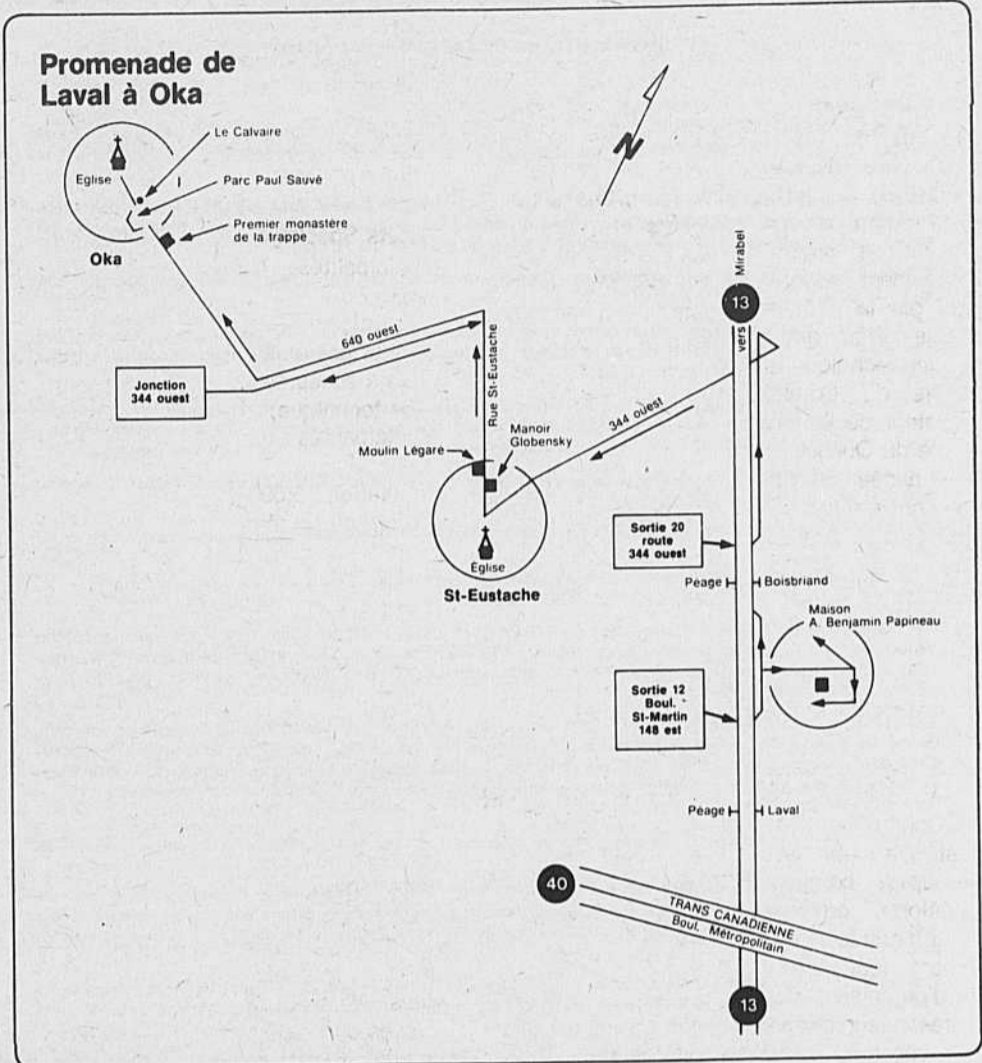 Promenade de
Laval à Oka
Le Calvaire
Eglise
Parc Paul Sauvé
Premier monastère
de la trappe
Oka
N
Mirabel
13
vers
640 ouest
Jonction
344 ouest
Rue St-Eustache
344 ouest
Manoir
Globensky
Moulin Légaré
Église
St-Eustache
Sortie 20
route
344 ouest
Péage
Boisbriand
Maison
A. Benjamin Papineau
Sortie 12
Boul.
St-Martin
148 est
Péage
Laval
40
TRANS CANADIENNE
Boul. Métropolitain
13